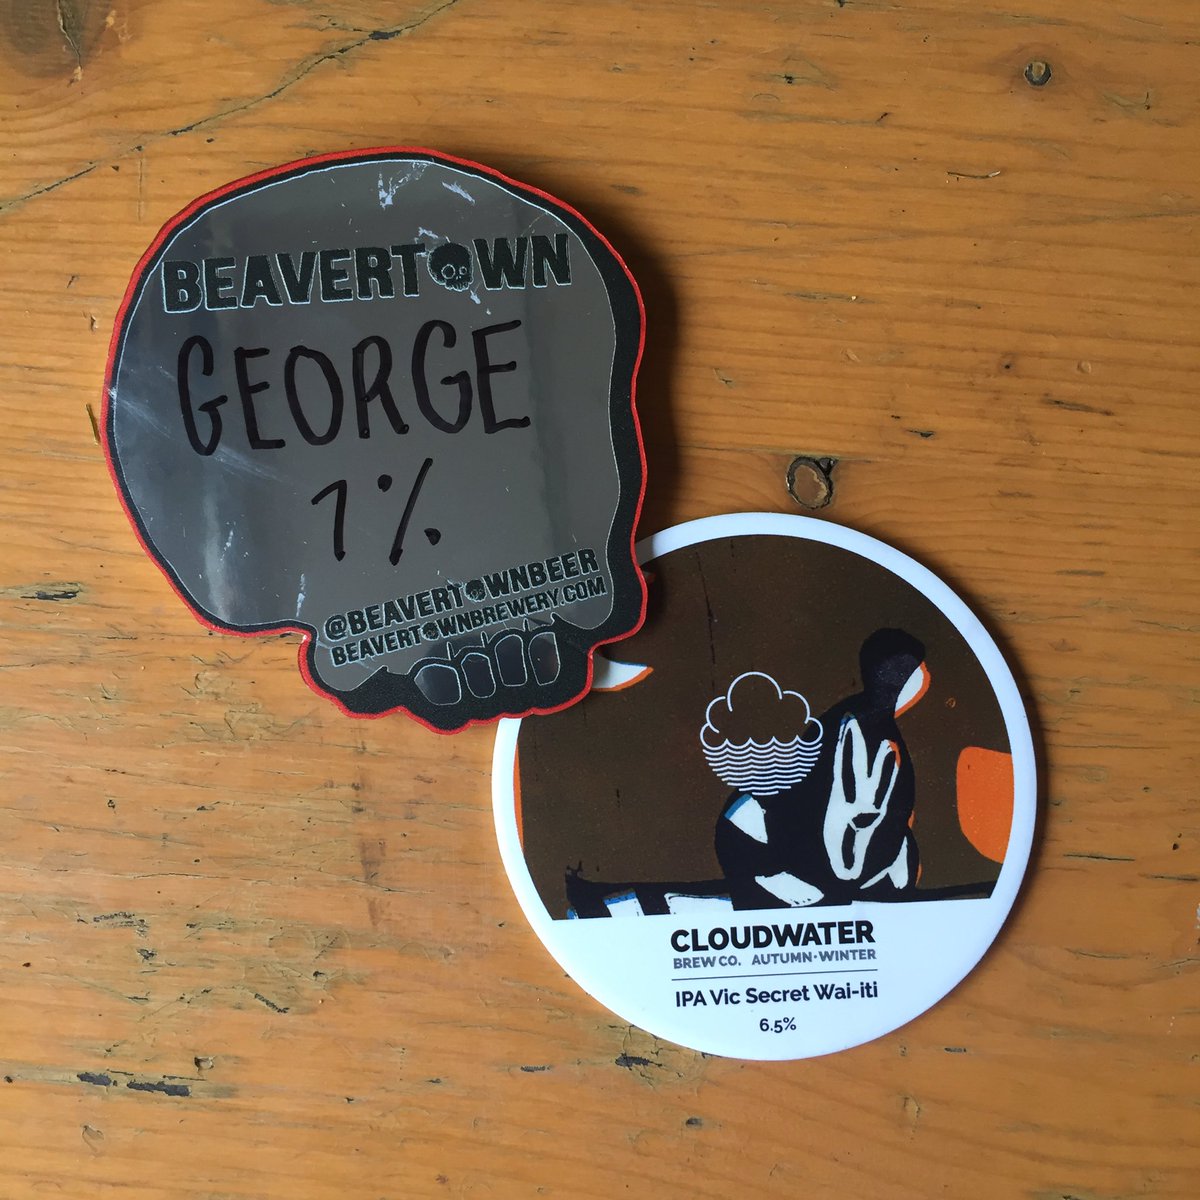 BEAVERTOWN
GEORGE
7%
@BEAVERTOWNBEER
BEAVERTOWNBREWERY.COM
CLOUDWATER
BREW CO. AUTUMN·WINTER
IPA Vic Secret Wai-iti
6.5%